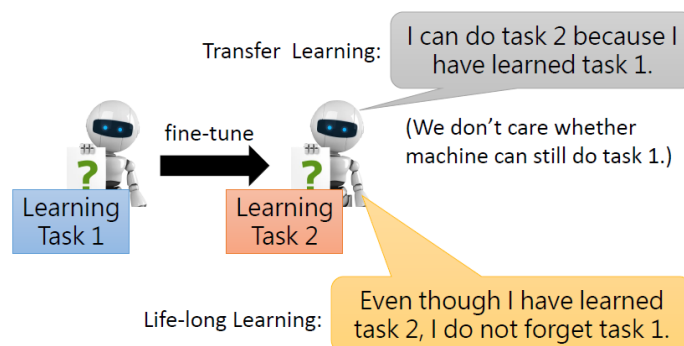 Transfer Learning:
I can do task 2 because I
have learned task 1.
fine-tune
(We don't care whether
machine can still do task 1.)
?
Learning
Task 1
?
Learning
Task 2
Life-long Learning:
Even though I have learned
task 2, I do not forget task 1.